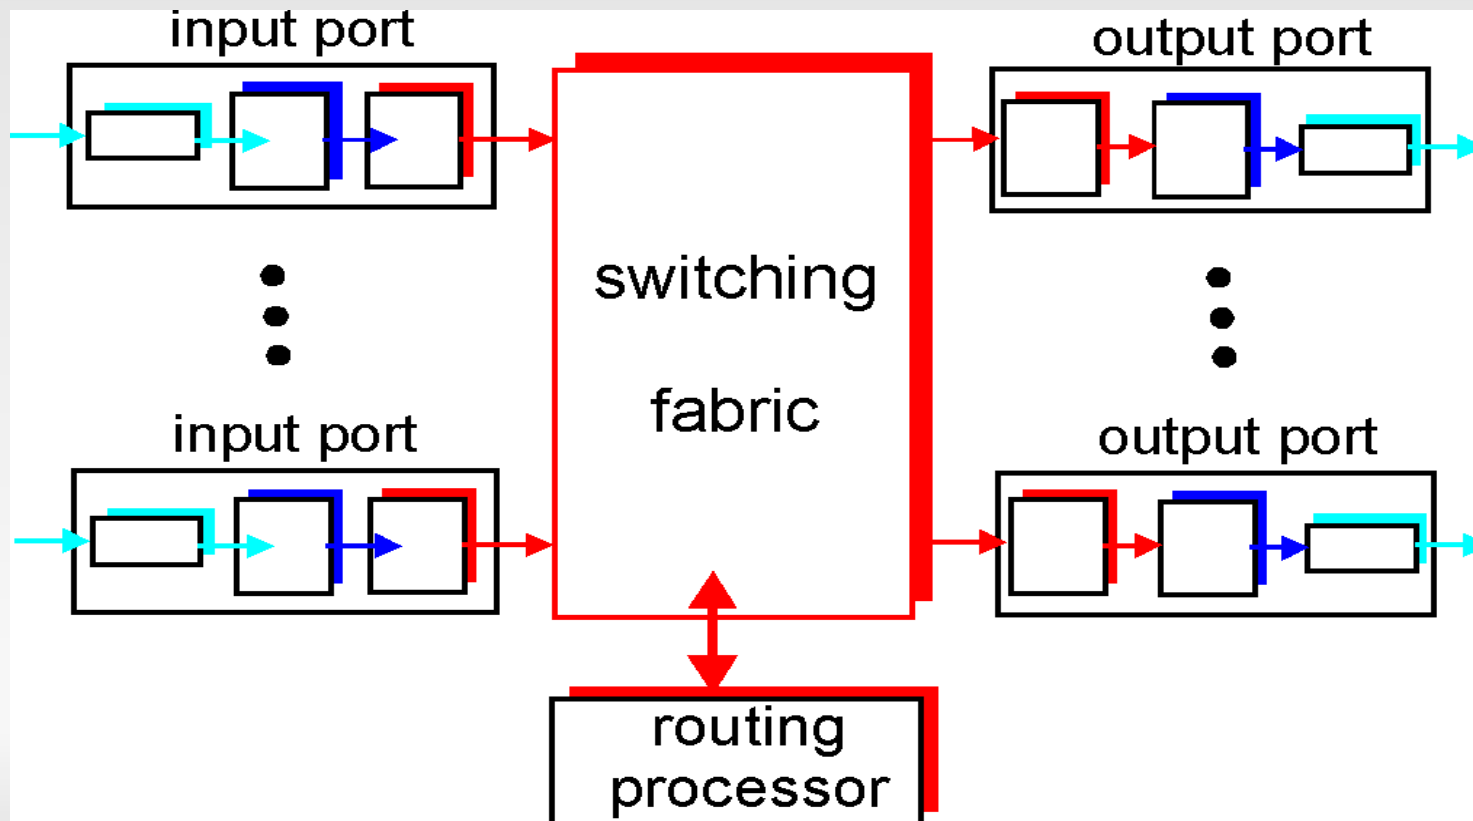 input port
output port
switching
fabric
input port
output port
routing
processor